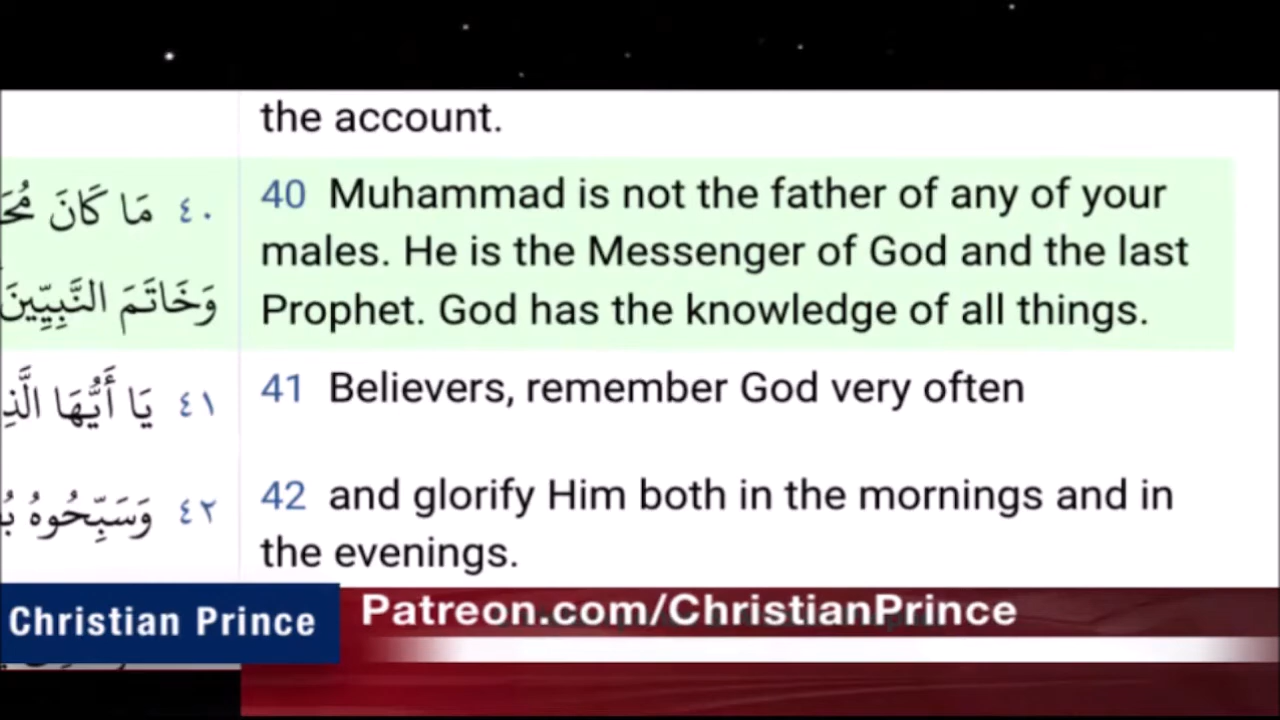 the account.
٤٠ مَا كَانَ
40 Muhammad is not the father of any of your
males. He is the Messenger of God and the last
وَخَاتَمَ النَّبِيِّينَ
Prophet. God has the knowledge of all things.
٤١ يَا أَيُّهَا
41 Believers, remember God very often
٤٢ وَسَبِّحُوهُ
42 and glorify Him both in the mornings and in
the evenings.
Christian Prince
Patreon.com/ChristianPrince